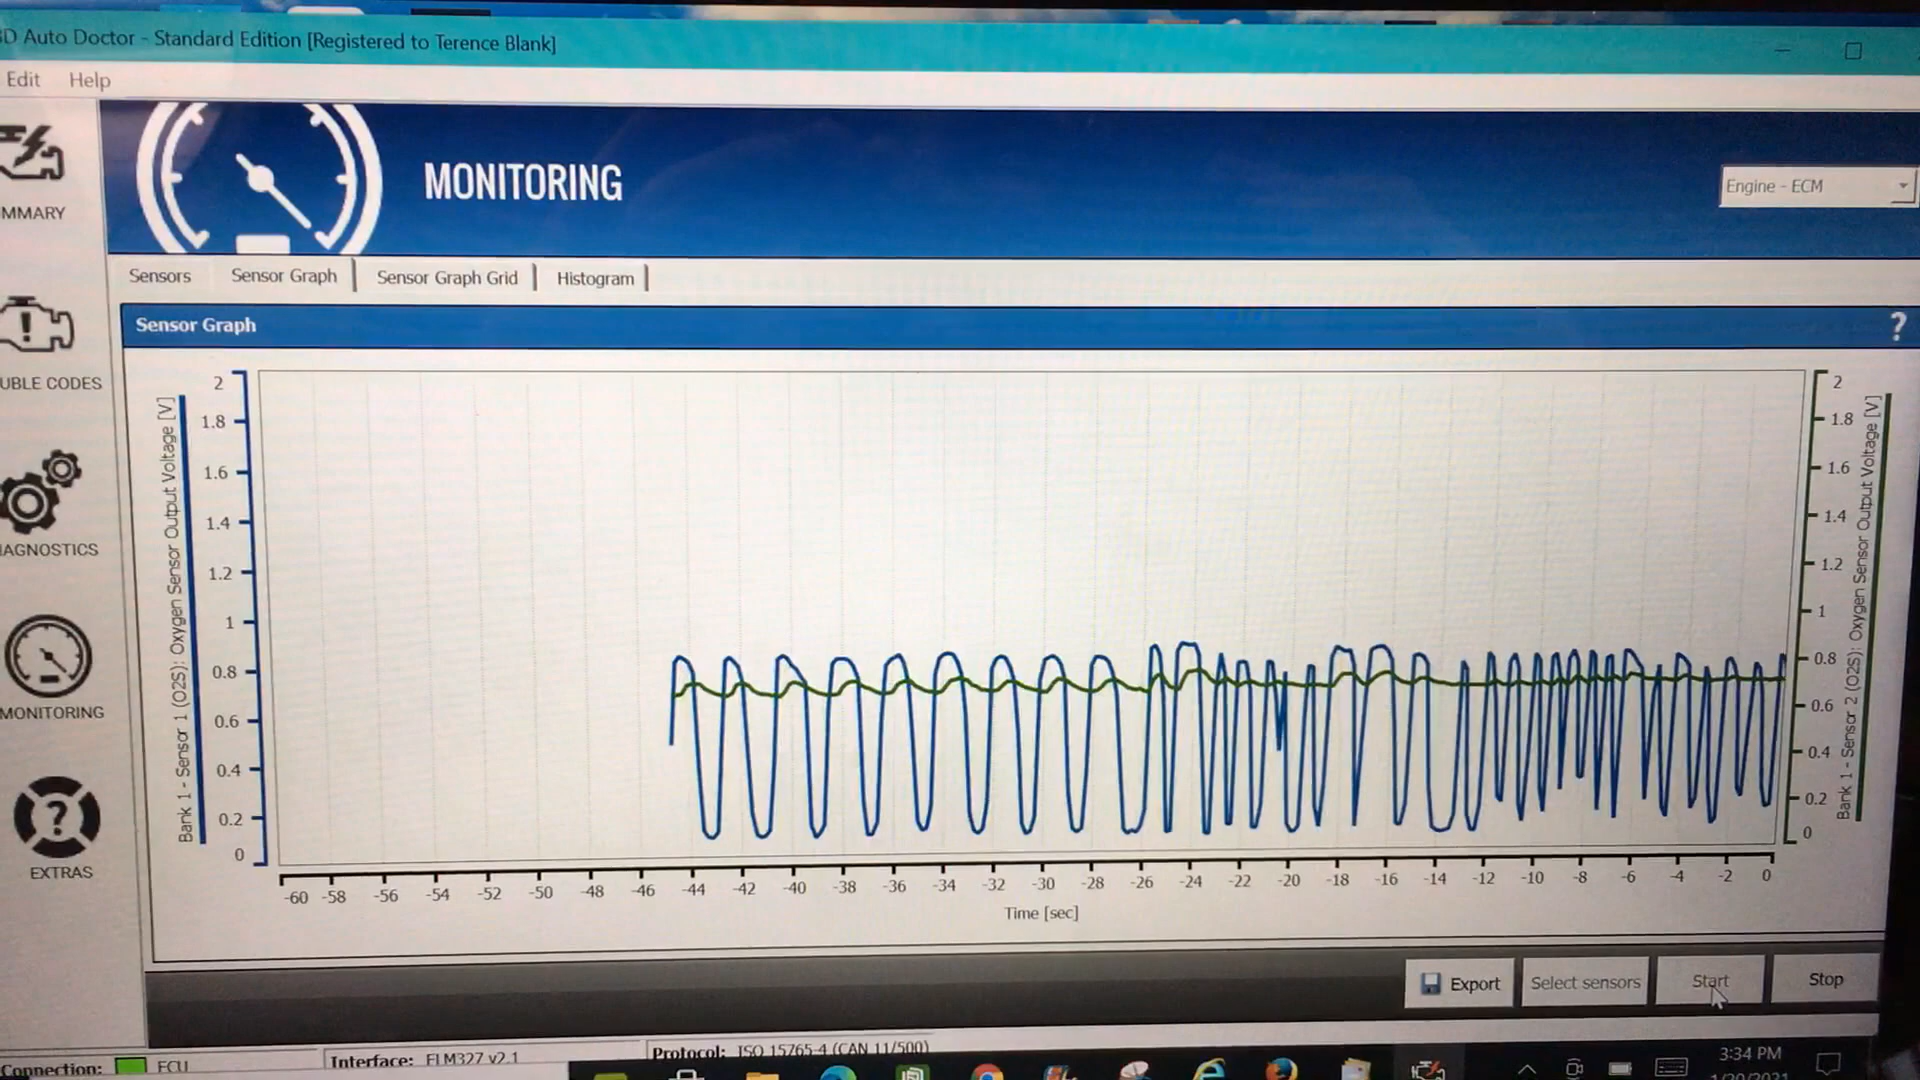 D Auto Doctor - Standard Edition [Registered to Terence Blank]
Edit Help
MMARY
MONITORING
Engine - ECM
Sensors Sensor Graph Sensor Graph Grid Histogram
Sensor Graph ?
UBLE CODES
AGNOSTICS
MONITORING
EXTRAS
Bank 1 - Sensor 1 (O2S): Oxygen Sensor Output Voltage [V]
2
1.8
1.6
1.4
1.2
1
0.8
0.6
0.4
0.2
0
2
1.8
1.6
1.4
1.2
1
0.8
0.6
0.4
0.2
0
Bank 1 - Sensor 2 (O2S): Oxygen Sensor Output Voltage [V]
-60 -58 -56 -54 -52 -50 -48 -46 -44 -42 -40 -38 -36 -34 -32 -30 -28 -26 -24 -22 -20 -18 -16 -14 -12 -10 -8 -6 -4 -2 0
Time [sec]
Export Select sensors Start Stop
Connection: ECU Interface: ELM327 v2.1 Protocol: ISO 15765-4 (CAN 11/500)
3:34 PM
1/20/2021